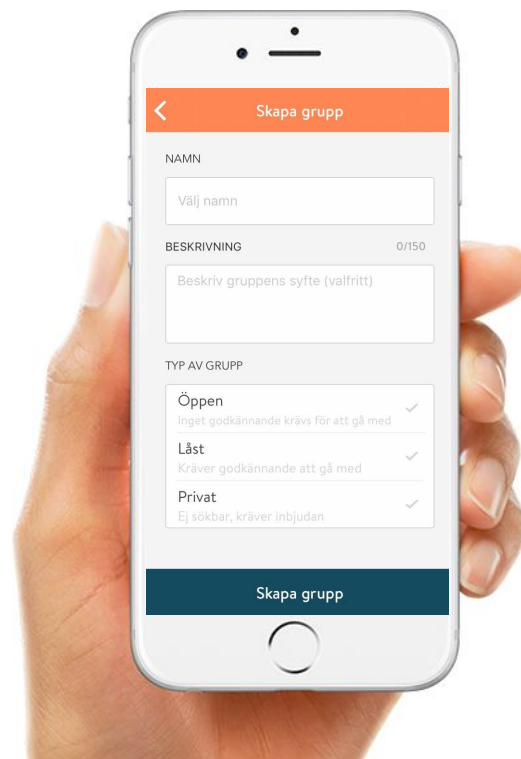 Skapa grupp
NAMN
Välj namn
BESKRIVNING 0/150
Beskriv gruppens syfte (valfritt)
TYP AV GRUPP
Öppen
Inget godkännande krävs för att gå med
Låst
Kräver godkännande att gå med
Privat
Ej sökbar, kräver inbjudan
Skapa grupp